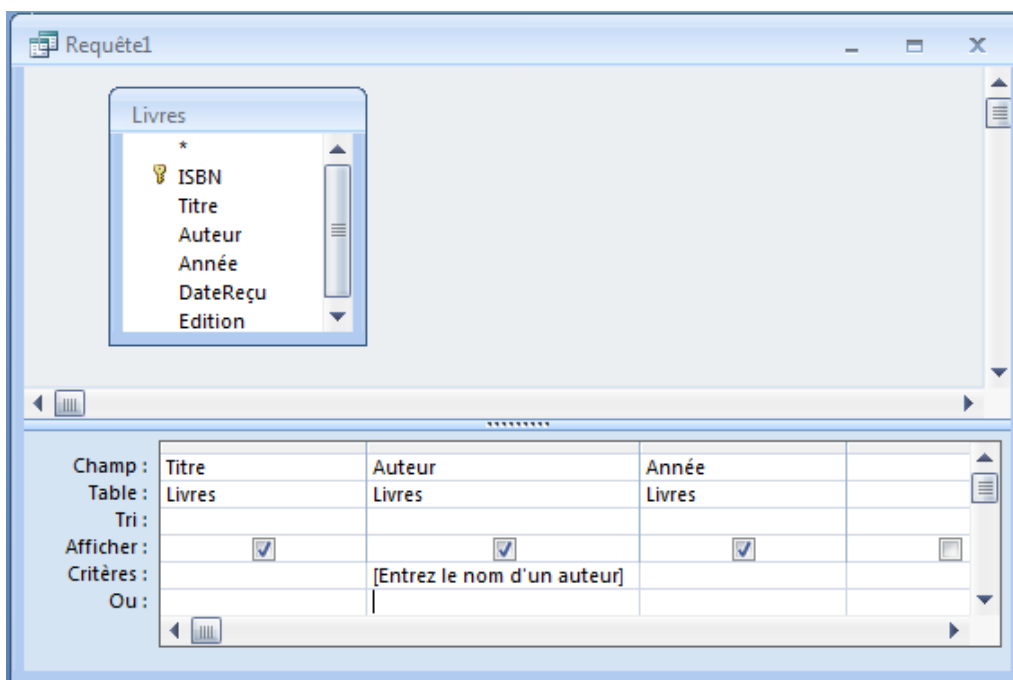 Requête1
Livres
*
ISBN
Titre
Auteur
Année
DateReçu
Edition
Champ : Titre Auteur Année
Table : Livres Livres Livres
Tri :
Afficher :
Critères : [Entrez le nom d'un auteur]
Ou :